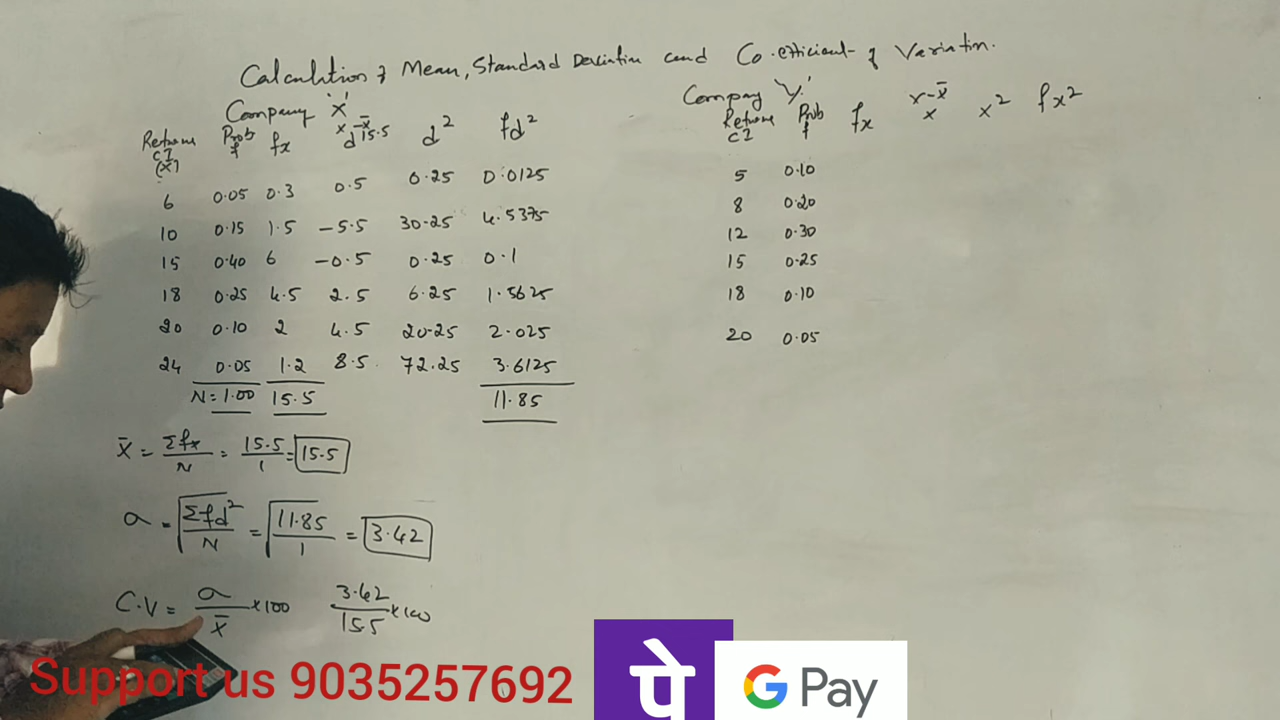 Calculation of Mean, Standard Deviation and Co-efficient of Variation.
Company 'X'
Returns Prob fx x-x̄ d² fd²
(X) f d 15.5
6 0.05 0.3 0.5 0.25 0.0125
10 0.15 1.5 -5.5 30.25 4.5375
15 0.40 6 -0.5 0.25 0.1
18 0.25 4.5 2.5 6.25 1.5625
20 0.10 2 4.5 20.25 2.025
24 0.05 1.2 8.5 72.25 3.6125
N=1.00 15.5 11.85
x̄ = Σfx/N = 15.5/1 = 15.5
σ = √Σfd²/N = √11.85/1 = 3.42
C.V = σ/x̄ ×100 3.42/15.5 ×100
Company 'Y'
Returns Prob fx x-x̄ x² fx²
f x
5 0.10
8 0.20
12 0.30
15 0.25
18 0.10
20 0.05
Support us 9035257692
पे
G Pay